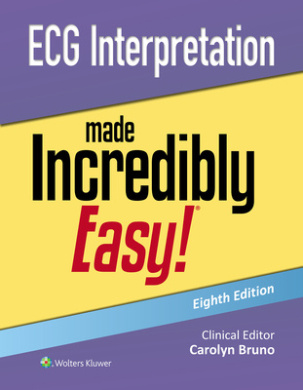 ECG Interpretation
made
Incredibly
Easy!®
Eighth Edition
Clinical Editor
Carolyn Bruno
Wolters Kluwer